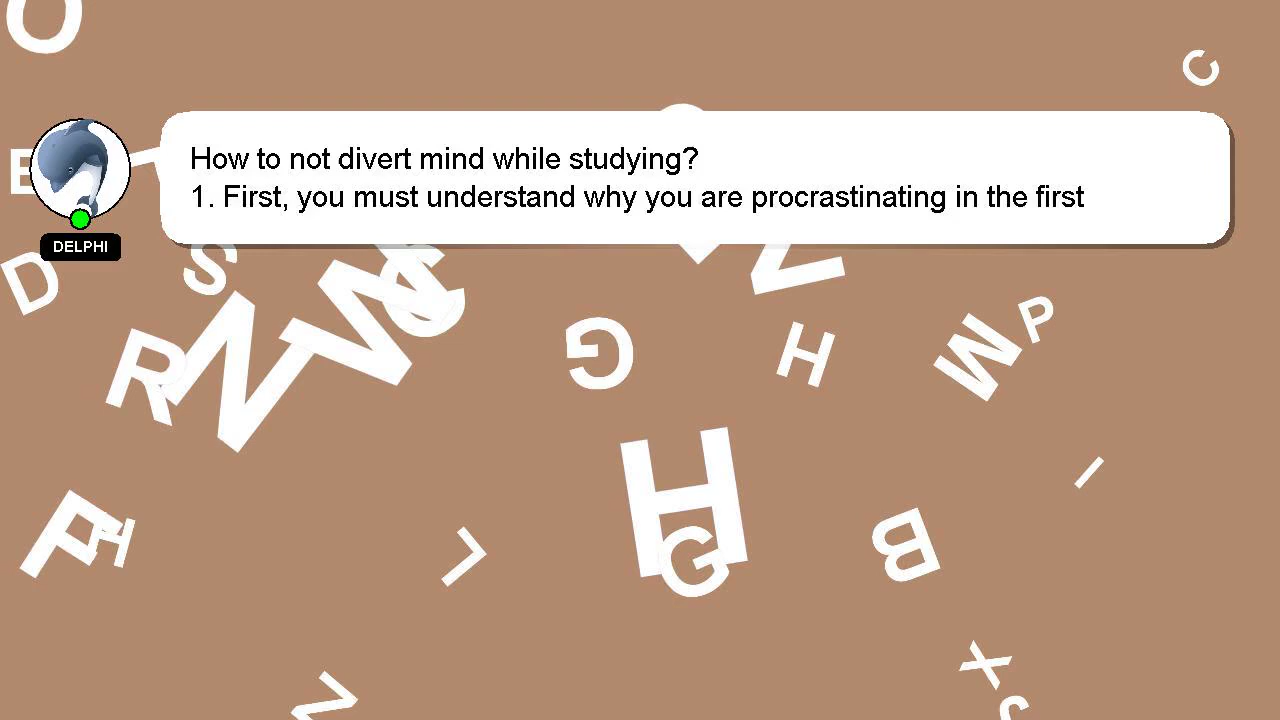 O
C
How to not divert mind while studying?
1. First, you must understand why you are procrastinating in the first
E
DELPHI
D
S
R
N
N
S
G
H
M
P
H
G
B
I
P
H
L
Z
X
J